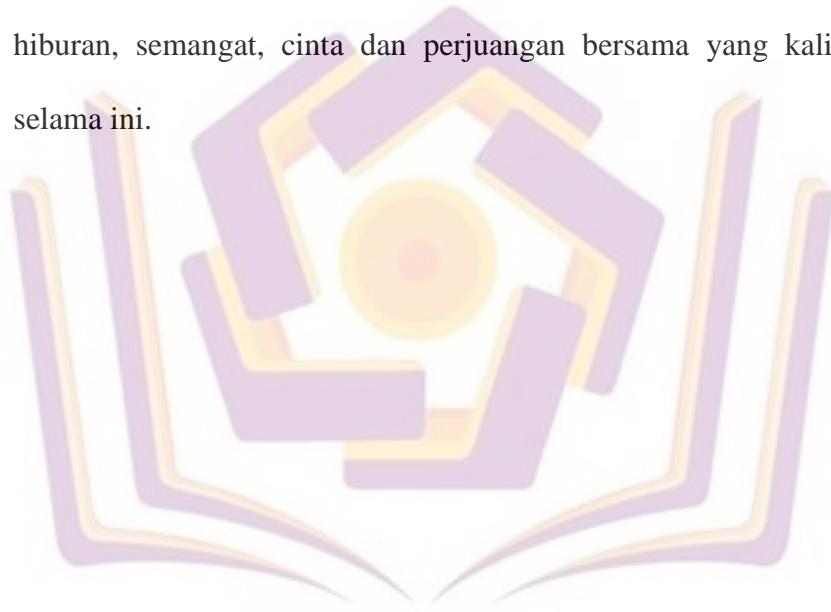 hiburan, semangat, cinta dan perjuangan bersama yang kali
selama ini.